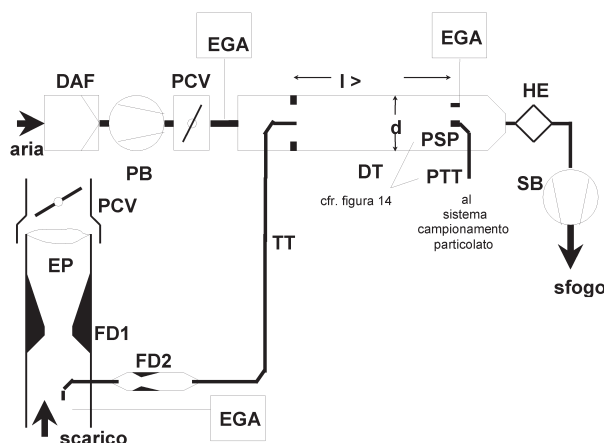 EGA
EGA
DAF
PCV
l >
HE
aria
d
PSP
PB
DT
PTT
SB
PCV
cfr. figura 14
al
sistema
campionamento
particolato
EP
TT
sfogo
FD1
FD2
EGA
scarico